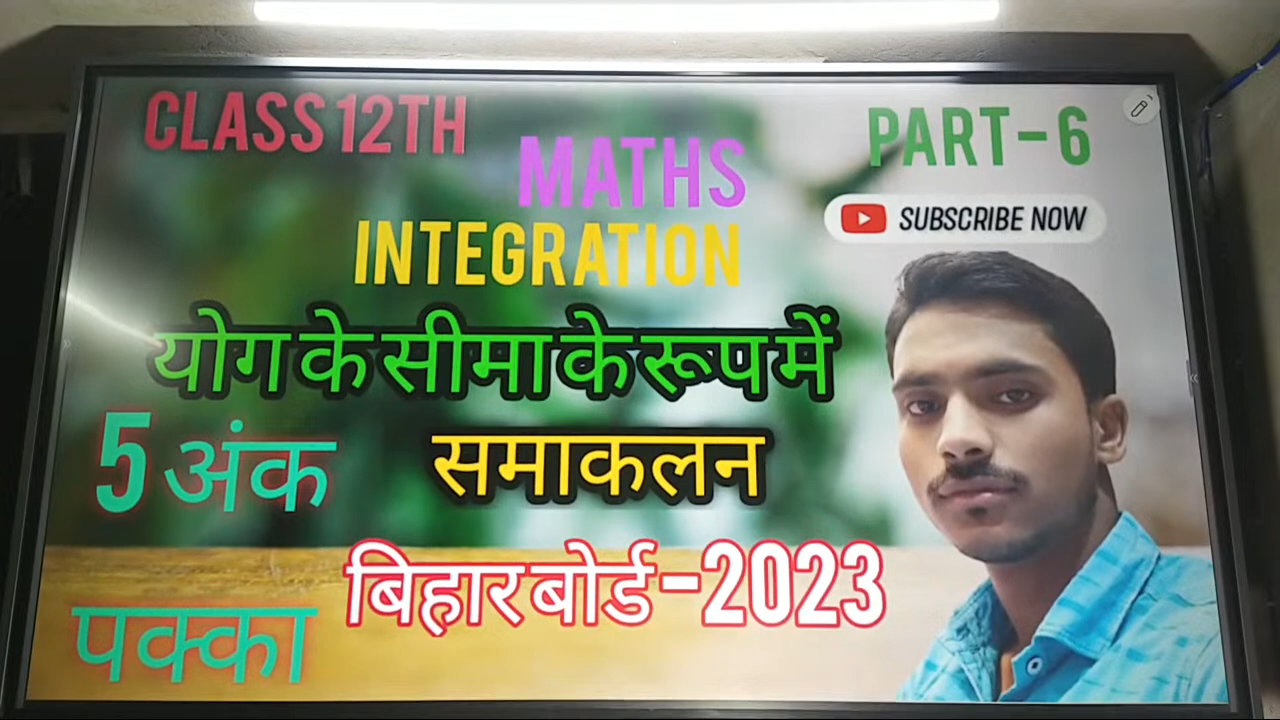 CLASS 12TH
MATHS
PART-6
SUBSCRIBE NOW
INTEGRATION
योग के सीमा के रूप में
5 अंक
समाकलन
बिहार बोर्ड-2023
पक्का